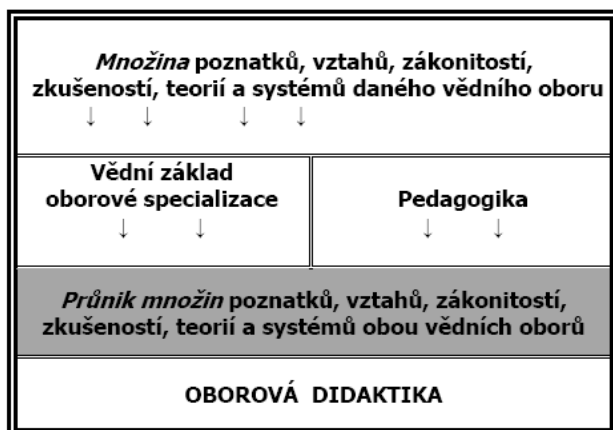 Množina poznatků, vztahů, zákonitostí,
zkušeností, teorií a systémů daného vědního oboru
↓ ↓ ↓ ↓
Vědní základ
oborové specializace
↓ ↓
Pedagogika
↓ ↓
Průnik množin poznatků, vztahů, zákonitostí,
zkušeností, teorií a systémů obou vědních oborů
OBOROVÁ DIDAKTIKA